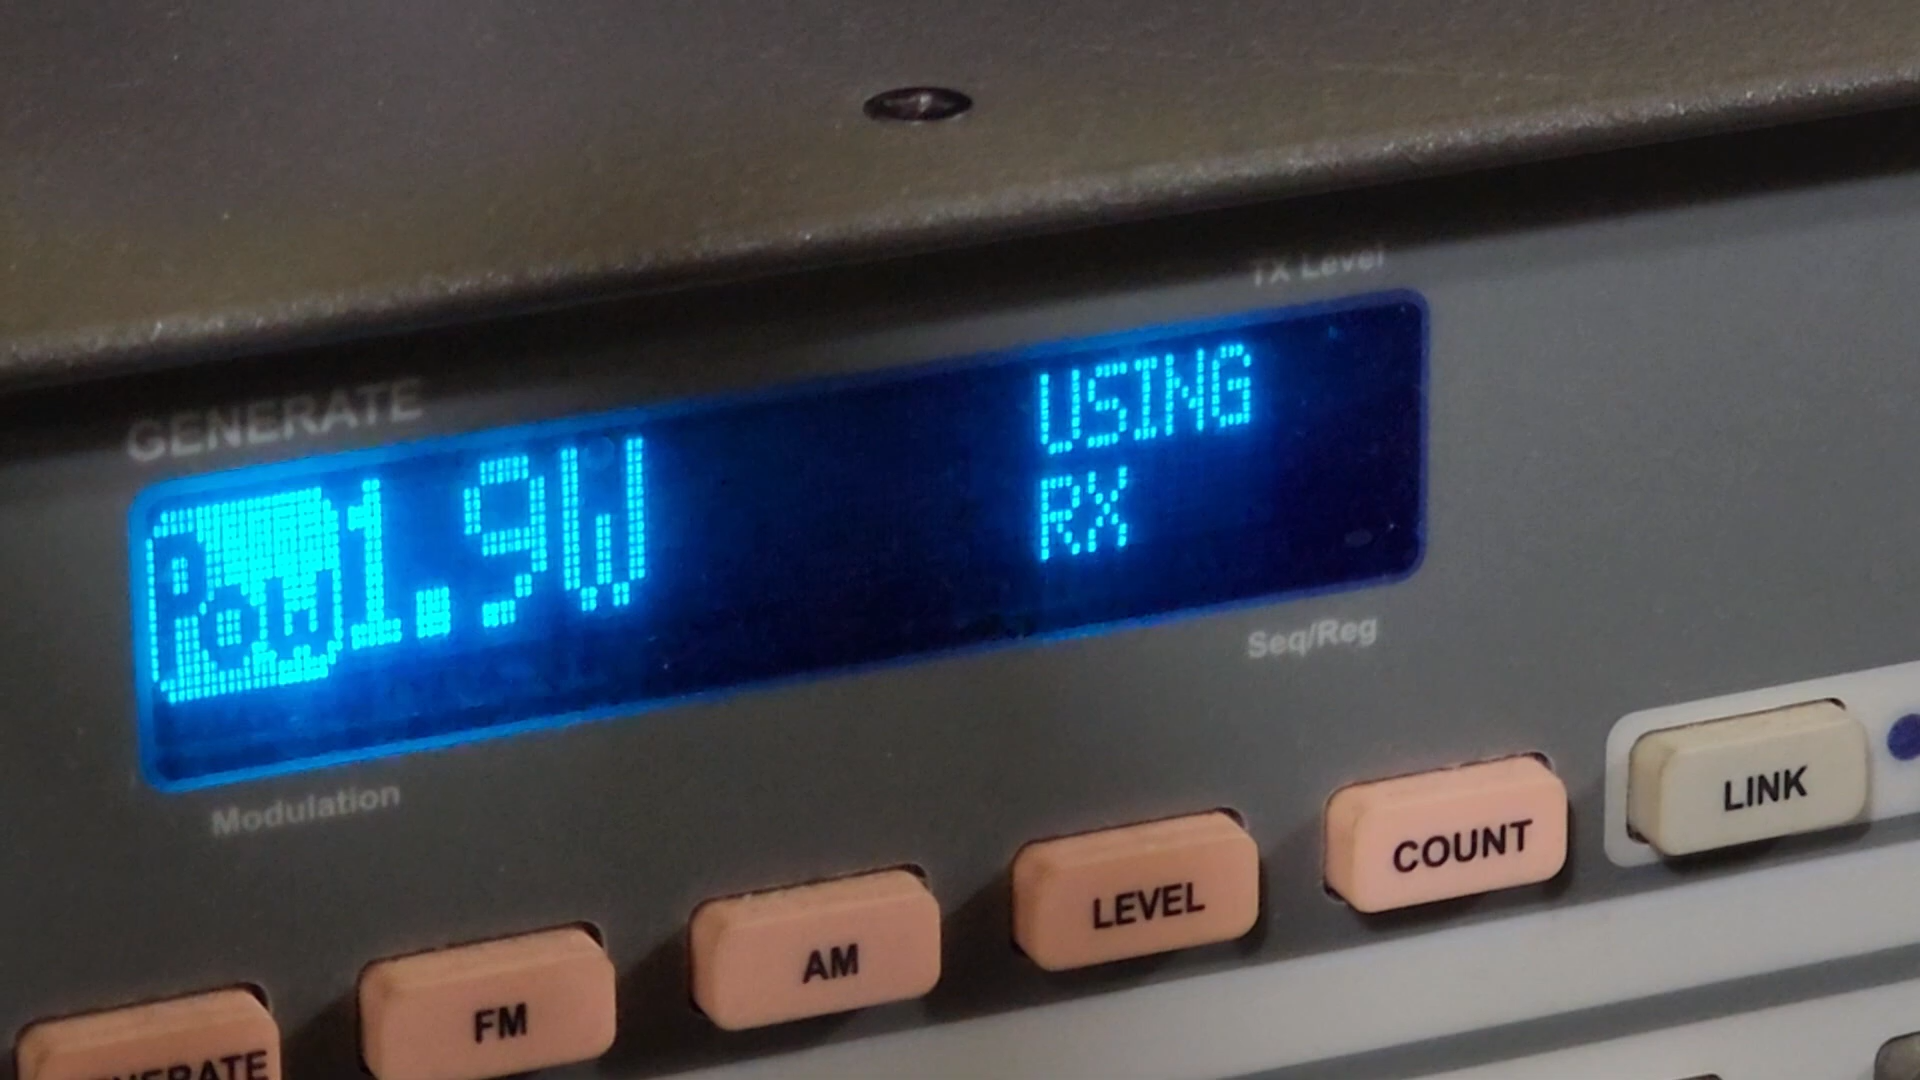 TX Level
GENERATE
Pow 1.9W
USING
RX
Seq/Reg
Modulation
LINK
COUNT
LEVEL
AM
FM